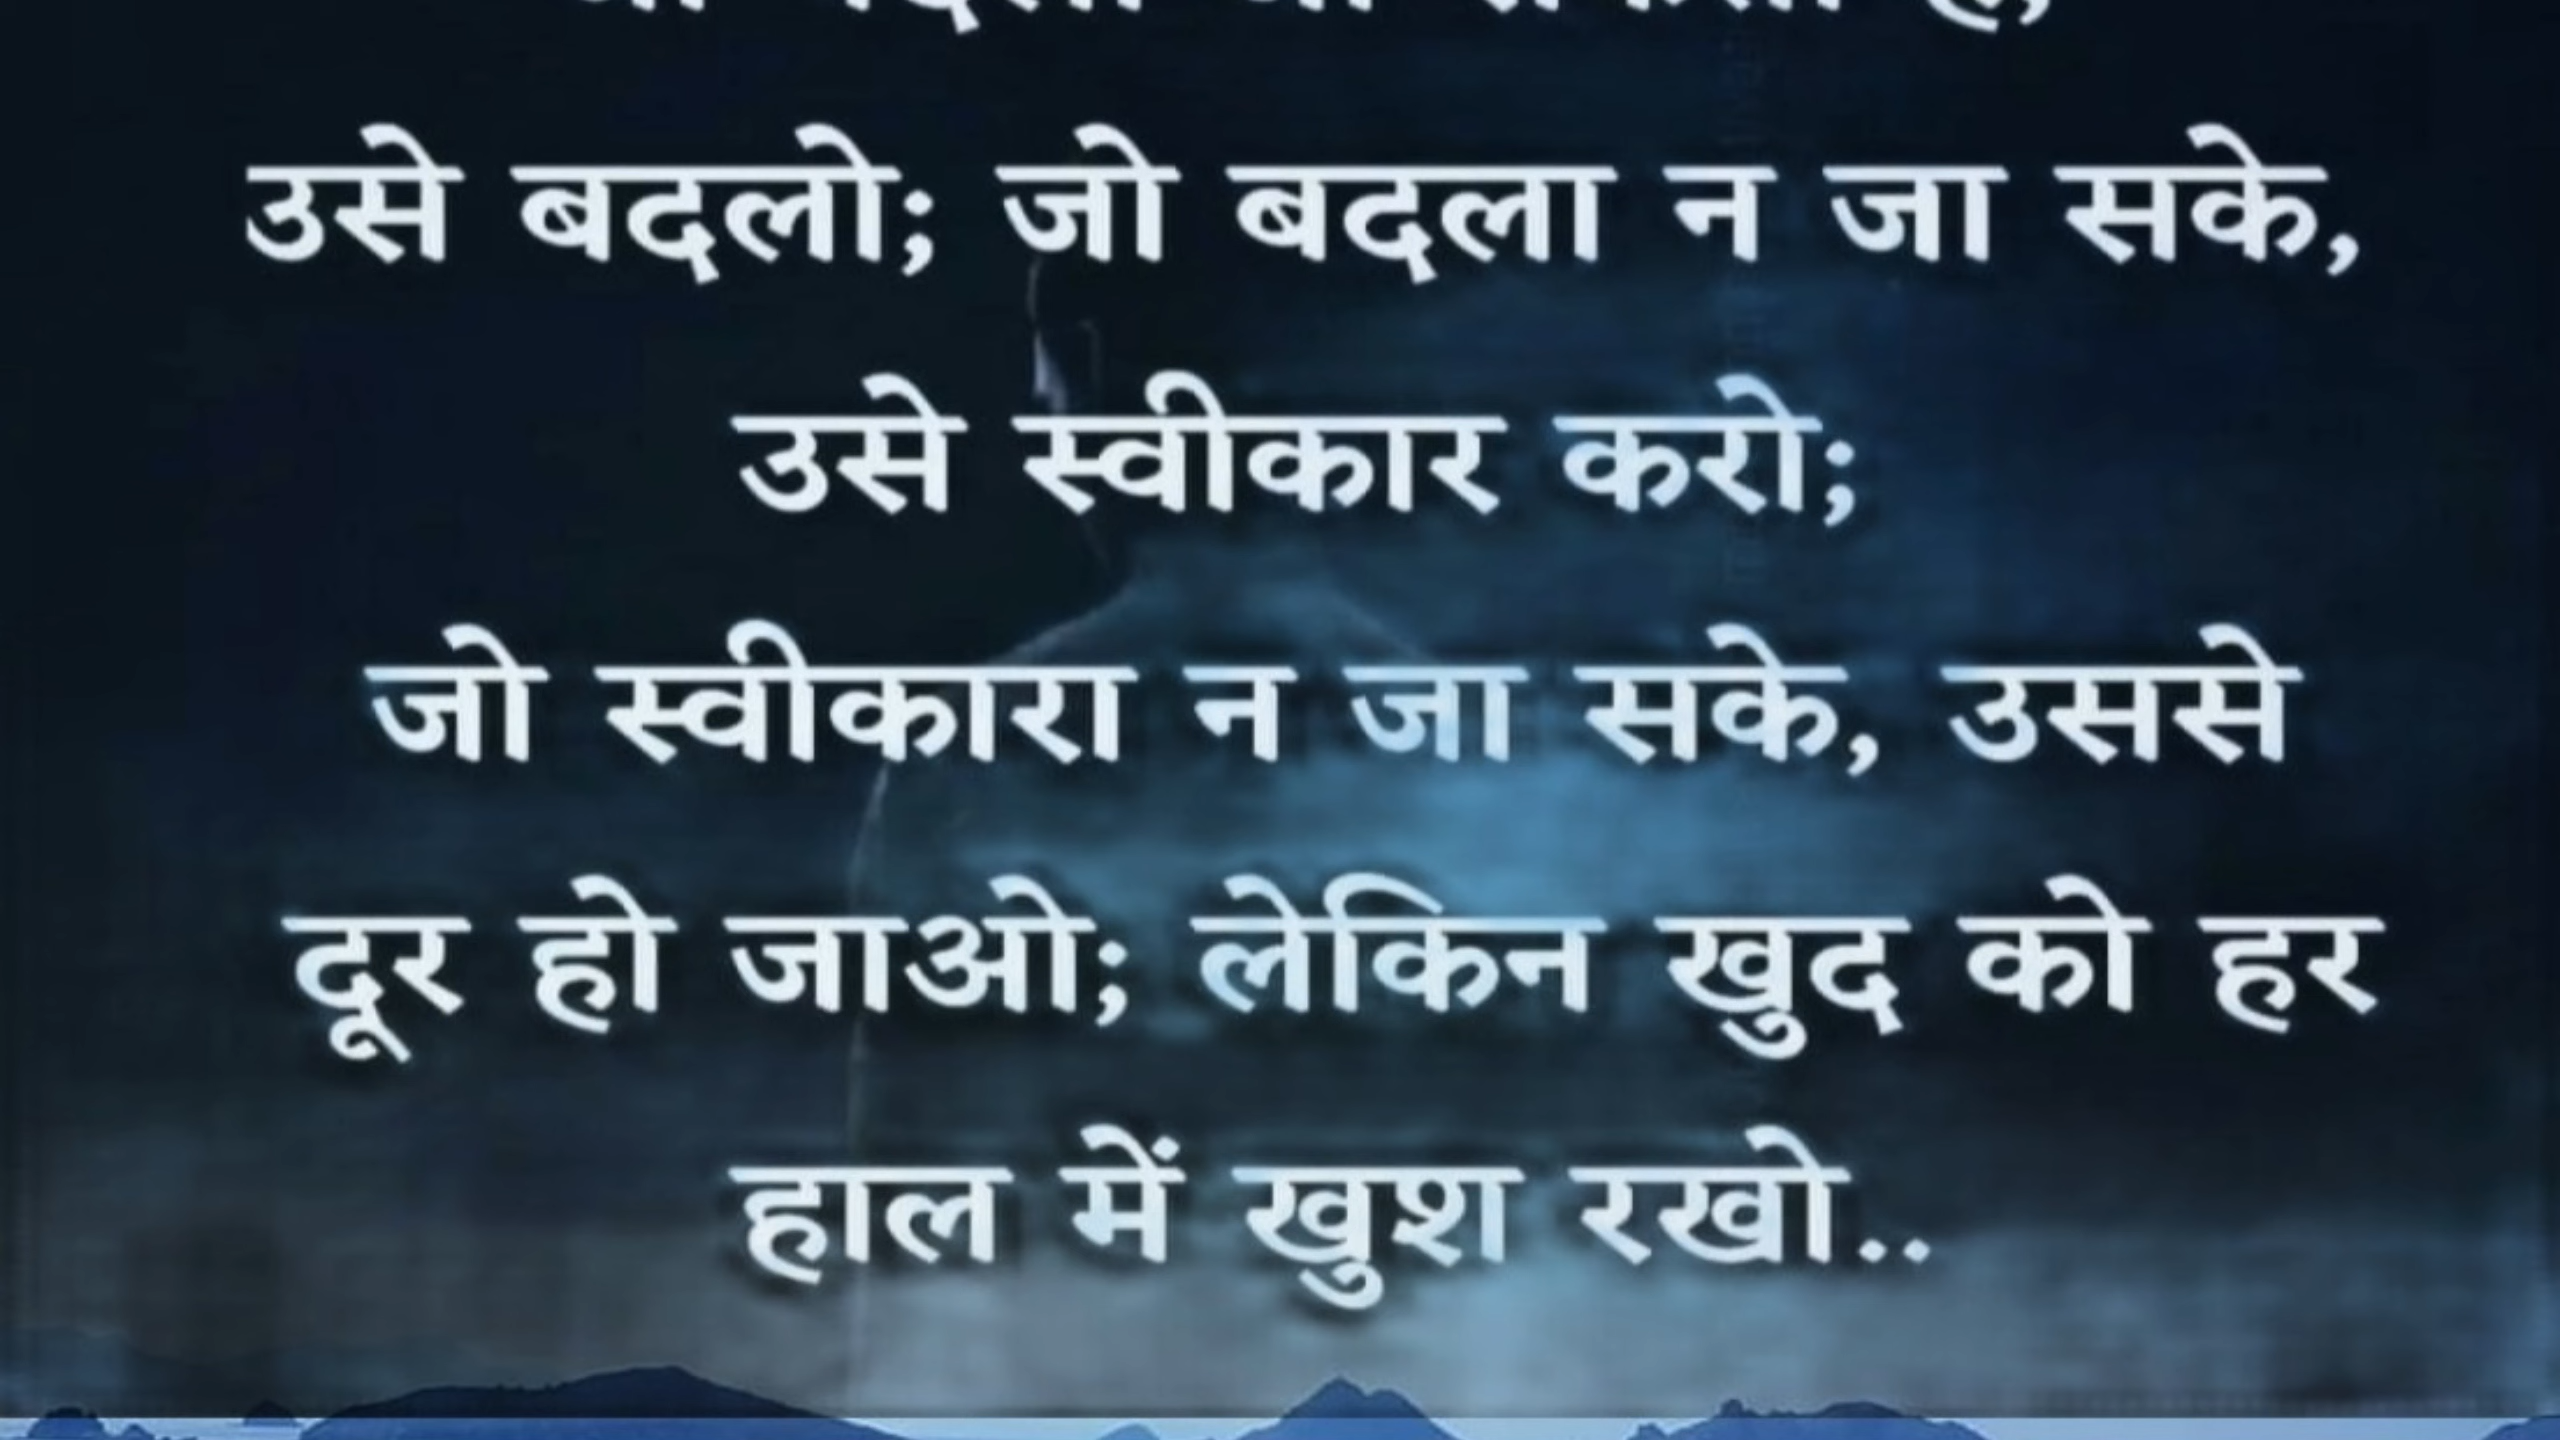 उसे बदलो; जो बदला न जा सके,
उसे स्वीकार करो;
जो स्वीकारा न जा सके, उससे
दूर हो जाओ; लेकिन खुद को हर
हाल में खुश रखो..